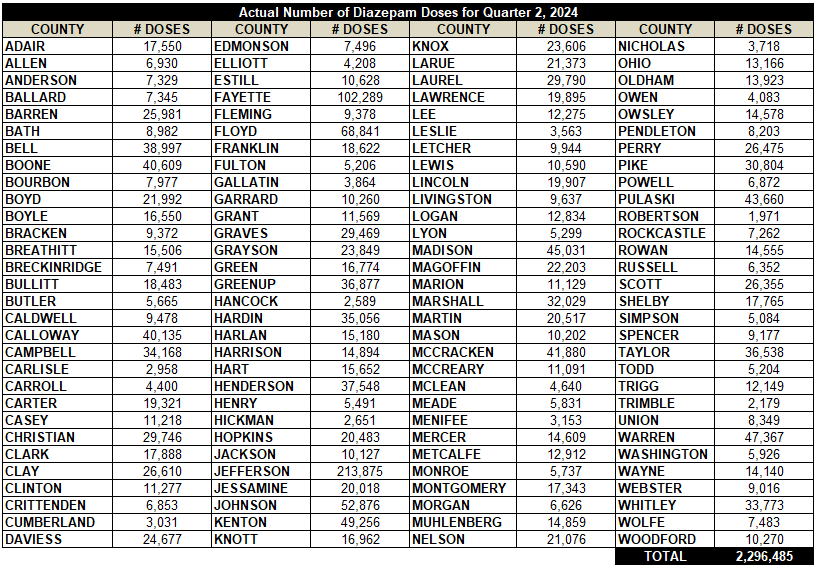 Actual Number of Diazepam Doses for Quarter 2, 2024
COUNTY # DOSES COUNTY # DOSES COUNTY # DOSES COUNTY # DOSES
ADAIR 17,550 EDMONSON 7,496 KNOX 23,606 NICHOLAS 3,718
ALLEN 6,930 ELLIOTT 4,208 LARUE 21,373 OHIO 13,166
ANDERSON 7,329 ESTILL 10,628 LAUREL 29,790 OLDHAM 13,923
BALLARD 7,345 FAYETTE 102,289 LAWRENCE 19,895 OWEN 4,083
BARREN 25,981 FLEMING 9,378 LEE 12,275 OWSLEY 14,578
BATH 8,982 FLOYD 68,841 LESLIE 3,563 PENDLETON 8,203
BELL 38,997 FRANKLIN 18,622 LETCHER 9,944 PERRY 26,475
BOONE 40,609 FULTON 5,206 LEWIS 10,590 PIKE 30,804
BOURBON 7,977 GALLATIN 3,864 LINCOLN 19,907 POWELL 6,872
BOYD 21,992 GARRARD 10,260 LIVINGSTON 9,637 PULASKI 43,660
BOYLE 16,550 GRANT 11,569 LOGAN 12,834 ROBERTSON 1,971
BRACKEN 9,372 GRAVES 29,469 LYON 5,299 ROCKCASTLE 7,262
BREATHITT 15,506 GRAYSON 23,849 MADISON 45,031 ROWAN 14,555
BRECKINRIDGE 7,491 GREEN 16,774 MAGOFFIN 22,203 RUSSELL 6,352
BULLITT 18,483 GREENUP 36,877 MARION 11,129 SCOTT 26,355
BUTLER 5,665 HANCOCK 2,589 MARSHALL 32,029 SHELBY 17,765
CALDWELL 9,478 HARDIN 35,056 MARTIN 20,517 SIMPSON 5,084
CALLOWAY 40,135 HARLAN 15,180 MASON 10,202 SPENCER 9,177
CAMPBELL 34,168 HARRISON 14,894 MCCRACKEN 41,880 TAYLOR 36,538
CARLISLE 2,958 HART 15,652 MCCREARY 11,091 TODD 5,204
CARROLL 4,400 HENDERSON 37,548 MCLEAN 4,640 TRIGG 12,149
CARTER 19,321 HENRY 5,491 MEADE 5,831 TRIMBLE 2,179
CASEY 11,218 HICKMAN 2,651 MENIFEE 3,153 UNION 8,349
CHRISTIAN 29,746 HOPKINS 20,483 MERCER 14,609 WARREN 47,367
CLARK 17,888 JACKSON 10,127 METCALFE 12,912 WASHINGTON 5,926
CLAY 26,610 JEFFERSON 213,875 MONROE 5,737 WAYNE 14,140
CLINTON 11,277 JESSAMINE 20,018 MONTGOMERY 17,343 WEBSTER 9,016
CRITTENDEN 6,853 JOHNSON 52,876 MORGAN 6,626 WHITLEY 33,773
CUMBERLAND 3,031 KENTON 49,256 MUHLENBERG 14,859 WOLFE 7,483
DAVIESS 24,677 KNOTT 16,962 NELSON 21,076 WOODFORD 10,270
TOTAL 2,296,485